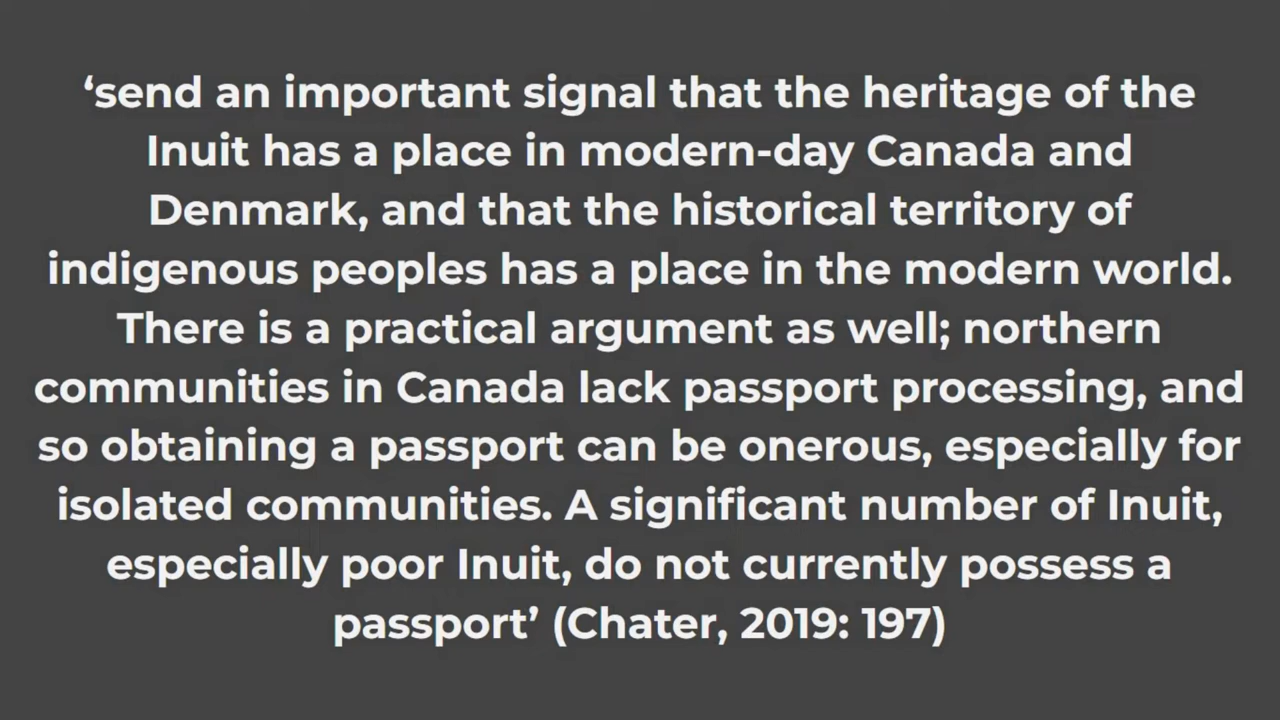 ‘send an important signal that the heritage of the
Inuit has a place in modern-day Canada and
Denmark, and that the historical territory of
indigenous peoples has a place in the modern world.
There is a practical argument as well; northern
communities in Canada lack passport processing, and
so obtaining a passport can be onerous, especially for
isolated communities. A significant number of Inuit,
especially poor Inuit, do not currently possess a
passport’ (Chater, 2019: 197)